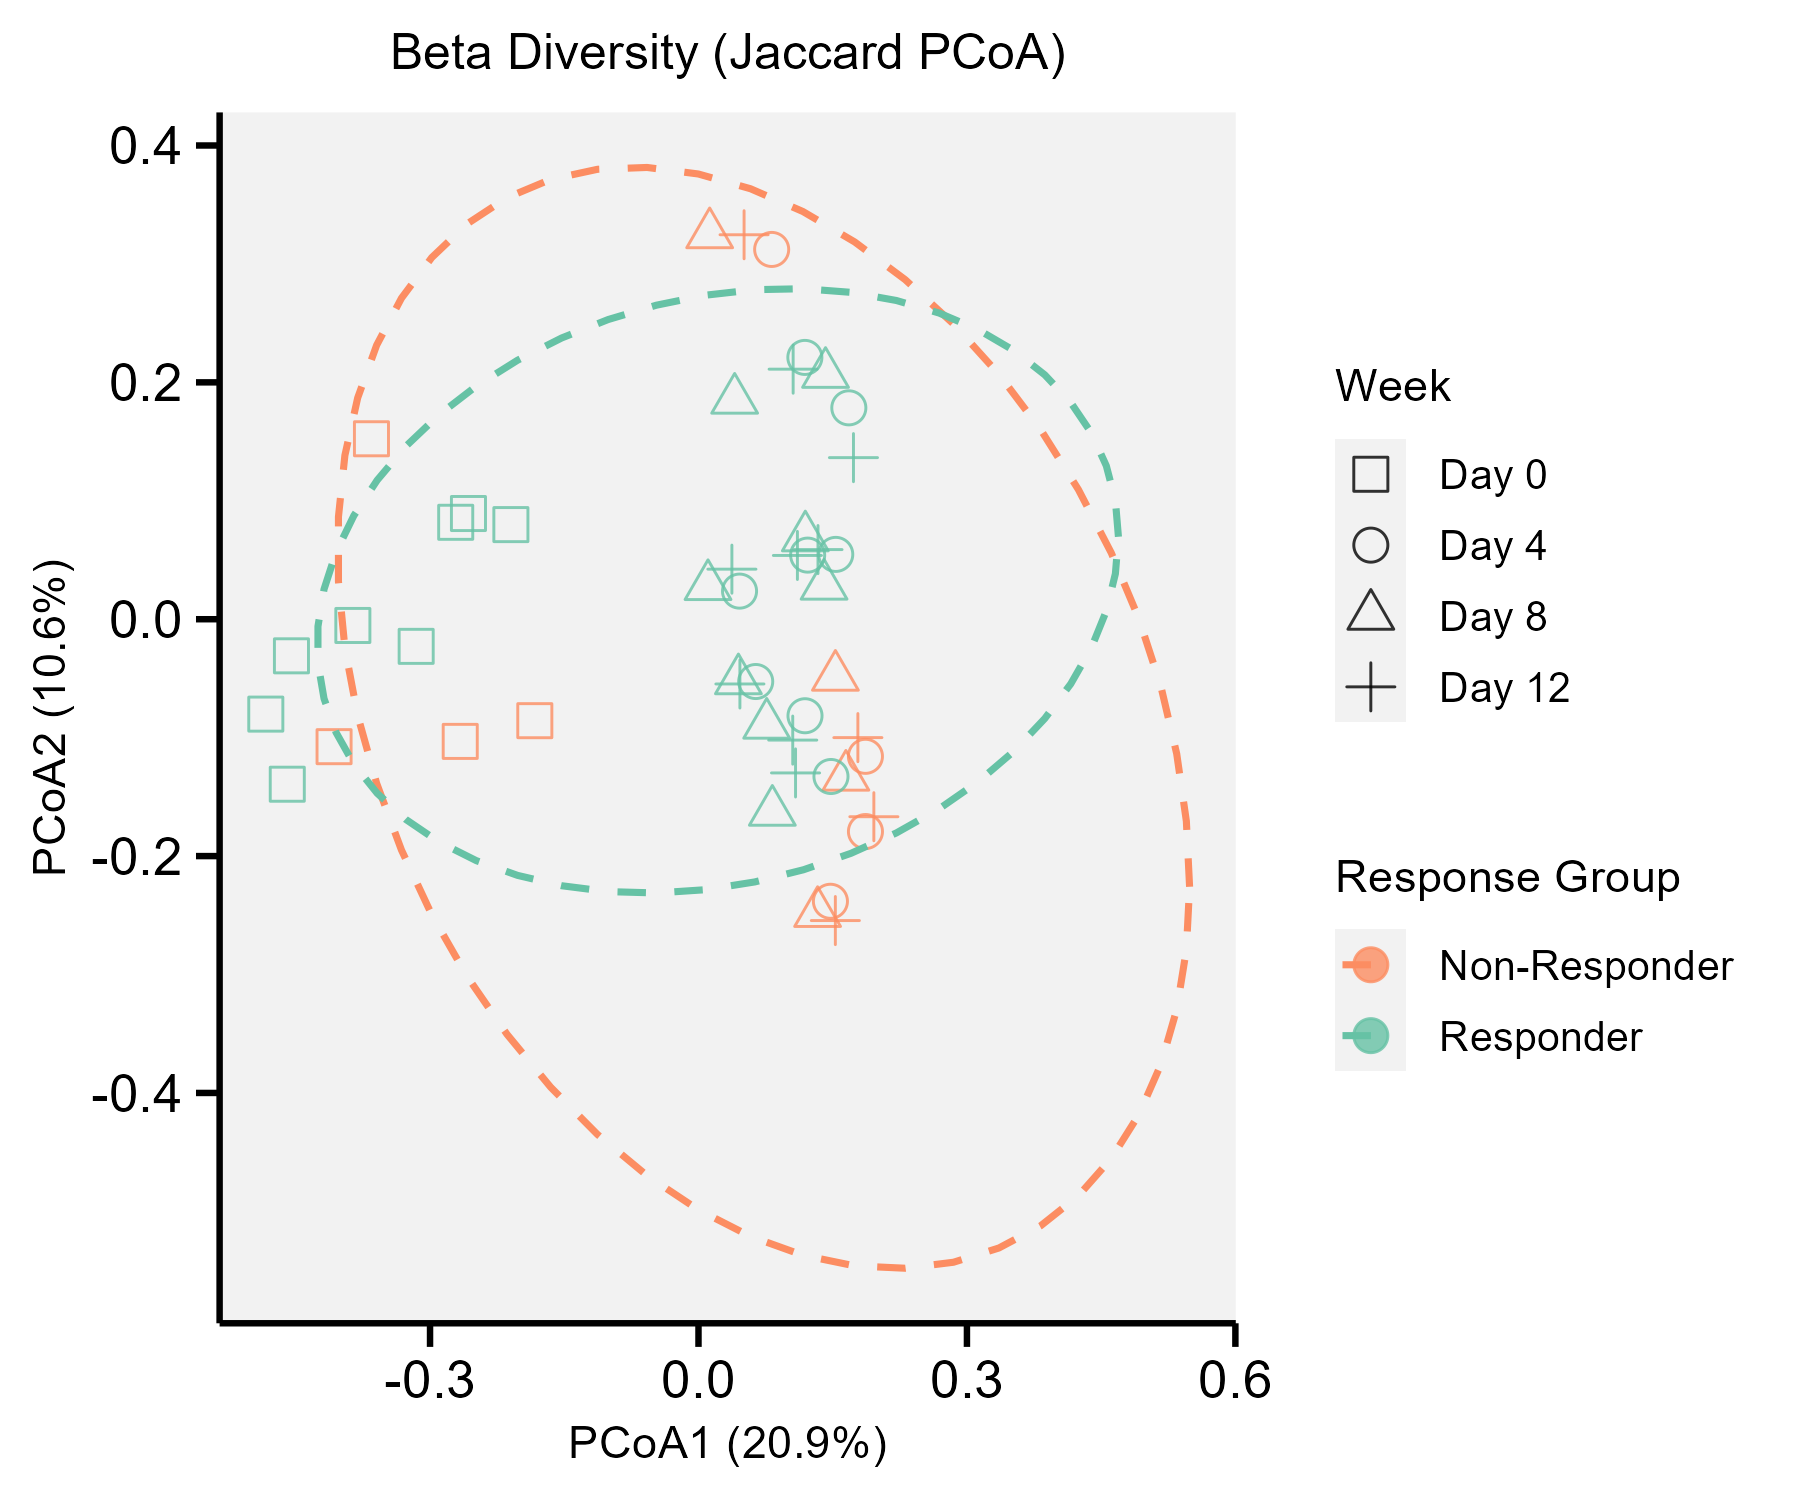 Beta Diversity (Jaccard PCoA)
0.4
0.2
0.0
-0.2
-0.4
PCoA2 (10.6%)
-0.3
0.0
0.3
0.6
PCoA1 (20.9%)
Week
Day 0
Day 4
Day 8
Day 12
Response Group
Non-Responder
Responder